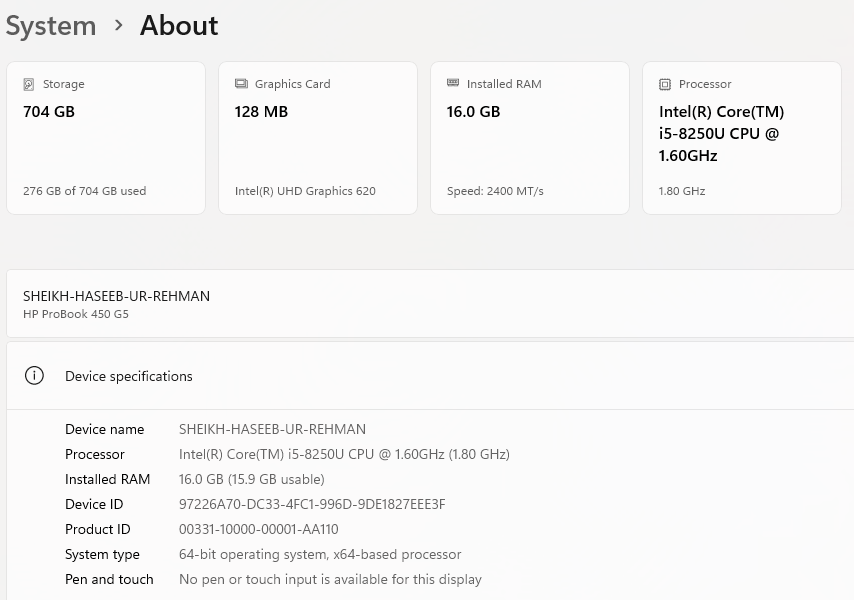 System > About
Storage
704 GB
276 GB of 704 GB used
Graphics Card
128 MB
Intel(R) UHD Graphics 620
Installed RAM
16.0 GB
Speed: 2400 MT/s
Processor
Intel(R) Core(TM)
i5-8250U CPU @
1.60GHz
1.80 GHz
SHEIKH-HASEEB-UR-REHMAN
HP ProBook 450 G5
Device specifications
Device name SHEIKH-HASEEB-UR-REHMAN
Processor Intel(R) Core(TM) i5-8250U CPU @ 1.60GHz (1.80 GHz)
Installed RAM 16.0 GB (15.9 GB usable)
Device ID 97226A70-DC33-4FC1-996D-9DE1827EEE3F
Product ID 00331-10000-00001-AA110
System type 64-bit operating system, x64-based processor
Pen and touch No pen or touch input is available for this display